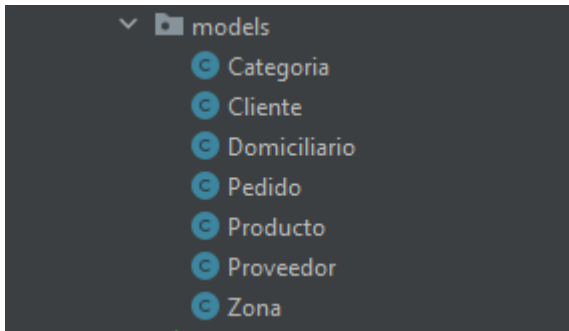 models
Categoria
Cliente
Domiciliario
Pedido
Producto
Proveedor
Zona